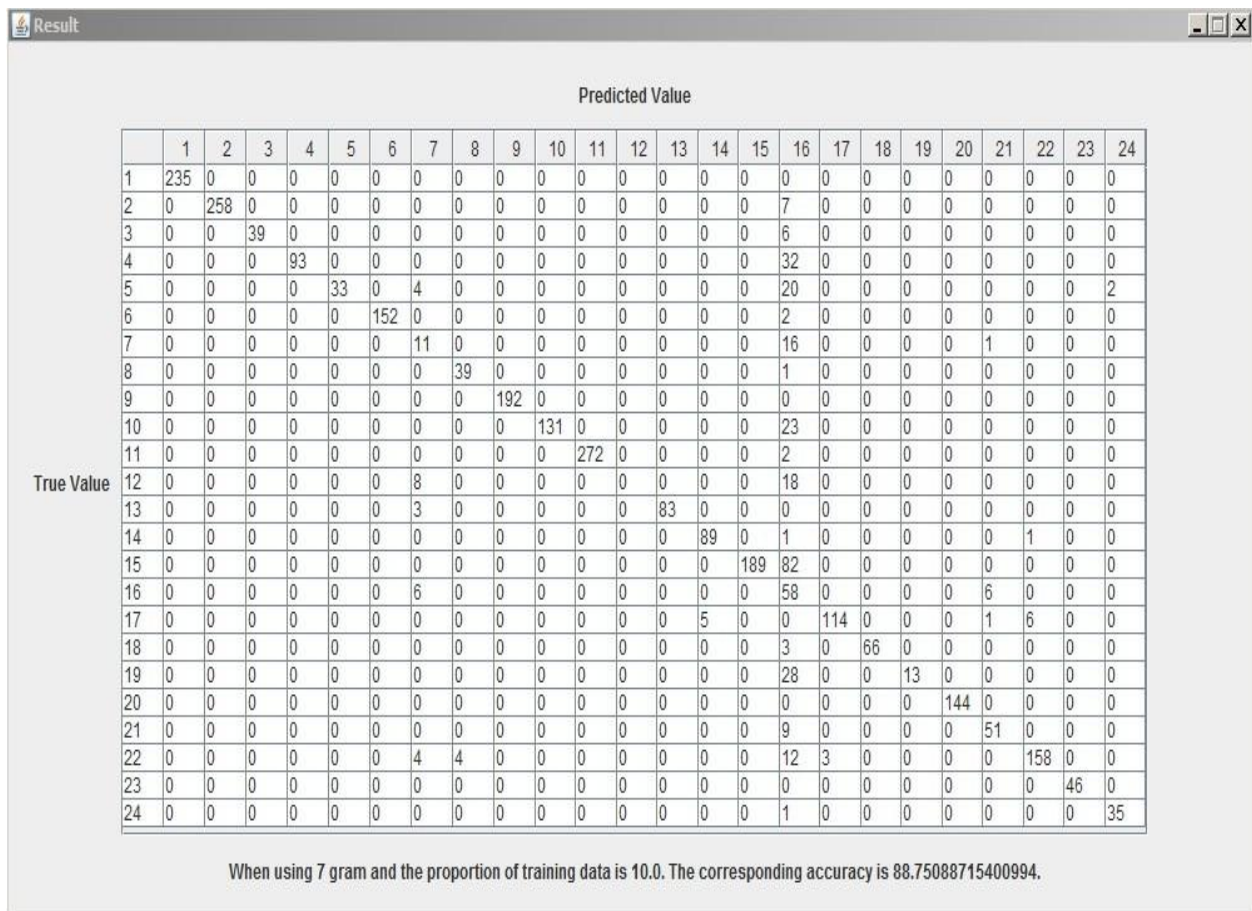 Result
Predicted Value
1 2 3 4 5 6 7 8 9 10 11 12 13 14 15 16 17 18 19 20 21 22 23 24
1 235 0 0 0 0 0 0 0 0 0 0 0 0 0 0 0 0 0 0 0 0 0 0 0
2 0 258 0 0 0 0 0 0 0 0 0 0 0 0 0 7 0 0 0 0 0 0 0 0
3 0 0 39 0 0 0 0 0 0 0 0 0 0 0 0 6 0 0 0 0 0 0 0 0
4 0 0 0 93 0 0 0 0 0 0 0 0 0 0 0 32 0 0 0 0 0 0 0 0
5 0 0 0 0 33 0 4 0 0 0 0 0 0 0 0 20 0 0 0 0 0 0 0 2
6 0 0 0 0 0 152 0 0 0 0 0 0 0 0 0 2 0 0 0 0 0 0 0 0
7 0 0 0 0 0 0 11 0 0 0 0 0 0 0 0 16 0 0 0 0 1 0 0 0
8 0 0 0 0 0 0 0 39 0 0 0 0 0 0 0 1 0 0 0 0 0 0 0 0
9 0 0 0 0 0 0 0 0 192 0 0 0 0 0 0 0 0 0 0 0 0 0 0 0
10 0 0 0 0 0 0 0 0 0 131 0 0 0 0 0 23 0 0 0 0 0 0 0 0
11 0 0 0 0 0 0 0 0 0 0 272 0 0 0 0 2 0 0 0 0 0 0 0 0
True Value 12 0 0 0 0 0 0 8 0 0 0 0 0 0 0 0 18 0 0 0 0 0 0 0 0
13 0 0 0 0 0 0 3 0 0 0 0 0 83 0 0 0 0 0 0 0 0 0 0 0
14 0 0 0 0 0 0 0 0 0 0 0 0 0 89 0 1 0 0 0 0 0 1 0 0
15 0 0 0 0 0 0 0 0 0 0 0 0 0 0 189 82 0 0 0 0 0 0 0 0
16 0 0 0 0 0 0 6 0 0 0 0 0 0 0 0 58 0 0 0 0 6 0 0 0
17 0 0 0 0 0 0 0 0 0 0 0 0 0 5 0 0 114 0 0 0 1 6 0 0
18 0 0 0 0 0 0 0 0 0 0 0 0 0 0 0 3 0 66 0 0 0 0 0 0
19 0 0 0 0 0 0 0 0 0 0 0 0 0 0 0 28 0 0 13 0 0 0 0 0
20 0 0 0 0 0 0 0 0 0 0 0 0 0 0 0 0 0 0 0 144 0 0 0 0
21 0 0 0 0 0 0 0 0 0 0 0 0 0 0 0 9 0 0 0 0 51 0 0 0
22 0 0 0 0 0 0 4 4 0 0 0 0 0 0 0 12 3 0 0 0 0 158 0 0
23 0 0 0 0 0 0 0 0 0 0 0 0 0 0 0 0 0 0 0 0 0 0 46 0
24 0 0 0 0 0 0 0 0 0 0 0 0 0 0 0 1 0 0 0 0 0 0 0 35
When using 7 gram and the proportion of training data is 10.0. The corresponding accuracy is 88.75088715400994.